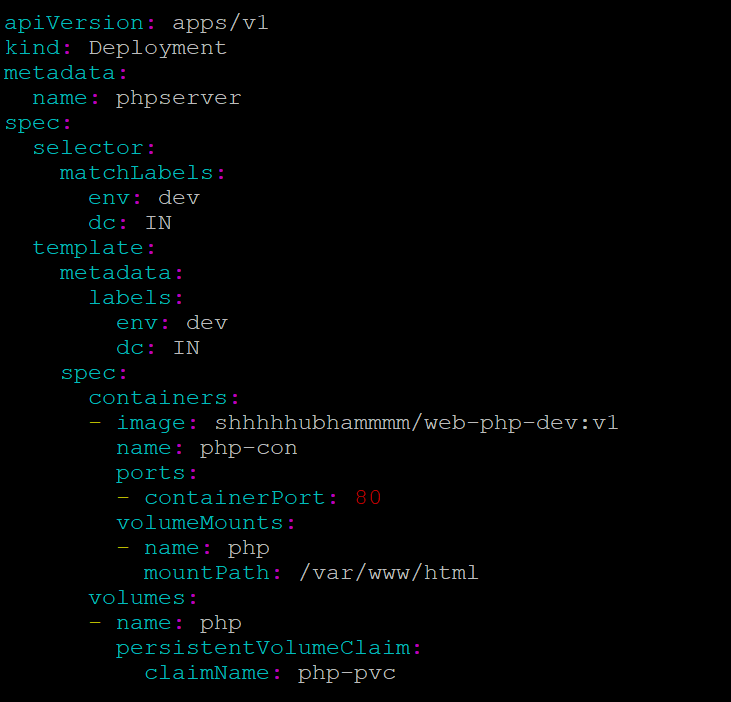 apiVersion: apps/v1
kind: Deployment
metadata:
  name: phpserver
spec:
  selector:
    matchLabels:
      env: dev
      dc: IN
  template:
    metadata:
      labels:
        env: dev
        dc: IN
    spec:
      containers:
      - image: shhhhhubhammmm/web-php-dev:v1
        name: php-con
        ports:
        - containerPort: 80
        volumeMounts:
        - name: php
          mountPath: /var/www/html
      volumes:
      - name: php
        persistentVolumeClaim:
          claimName: php-pvc